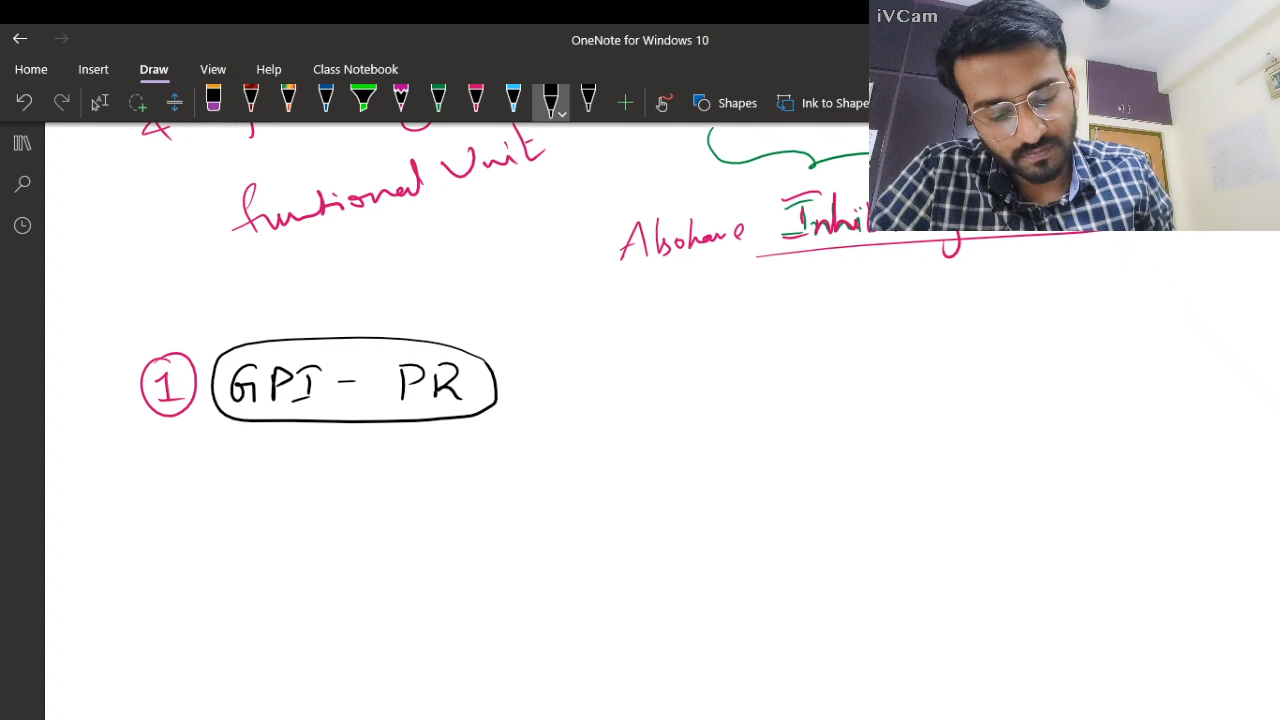 iVCam
OneNote for Windows 10
Home Insert Draw View Help Class Notebook
Shapes Ink to Shape
functional Unit
1 GPI - PR